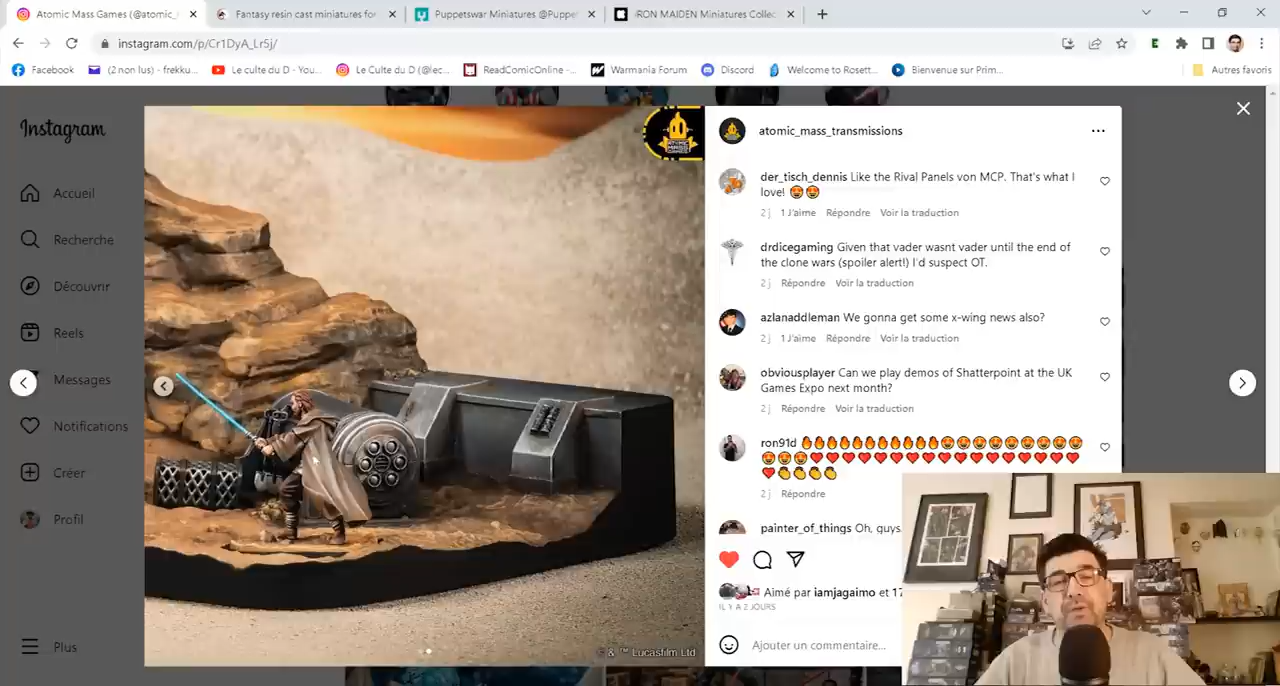 Atomic Mass Games (@atomic_
Fantasy resin cast miniatures for
Puppetswar Miniatures @Puppe
IRON MAIDEN Miniatures Collec
instagram.com/p/Cr1DyA_Lr5j/
Facebook
(2 non lus) - frekku...
Le culte du D - You...
Le Culte du D (@lec...
ReadComicOnline -...
Warmania Forum
Discord
Welcome to Rosett...
Bienvenue sur Prim...
Autres favoris
Instagram
Accueil
Recherche
Découvrir
Reels
Messages
Notifications
Créer
Profil
Plus
ATOMIC MASS GAMES
© & ™ Lucasfilm Ltd
atomic_mass_transmissions
der_tisch_dennis Like the Rival Panels von MCP. That's what I
love! 😍😍
2 j 1 J'aime Répondre Voir la traduction
drdicegaming Given that vader wasnt vader until the end of
the clone wars (spoiler alert!) I'd suspect OT.
2 j Répondre Voir la traduction
azlanaddleman We gonna get some x-wing news also?
2 j 1 J'aime Répondre Voir la traduction
obviousplayer Can we play demos of Shatterpoint at the UK
Games Expo next month?
2 j Répondre Voir la traduction
ron91d 🔥🔥🔥🔥🔥🔥🔥🔥🔥🔥🔥😍😍😍😍😍😍😍😍😍😍
😍😍😍❤️❤️❤️❤️❤️❤️❤️❤️❤️❤️❤️❤️❤️❤️❤️❤️❤️❤️❤️
❤️👏👏👏👏
2 j Répondre
painter_of_things Oh, guys
Aimé par iamjagaimo et 17
IL Y A 2 JOURS
Ajouter un commentaire...